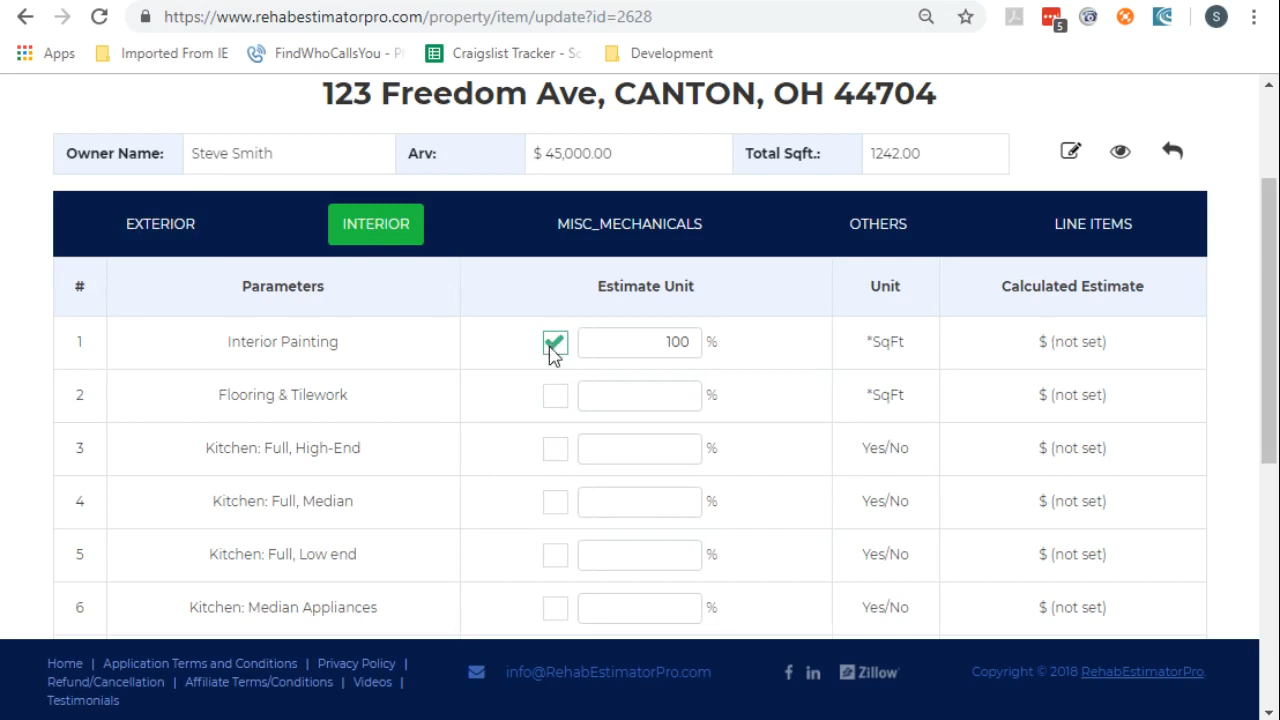 https://www.rehabestimatorpro.com/property/item/update?id=2628
5
S
Apps
Imported From IE
FindWhoCallsYou - P
Craigslist Tracker - Sc
Development
123 Freedom Ave, CANTON, OH 44704
Owner Name: Steve Smith Arv: $ 45,000.00 Total Sqft.: 1242.00
EXTERIOR INTERIOR MISC_MECHANICALS OTHERS LINE ITEMS
# Parameters Estimate Unit Unit Calculated Estimate
1 Interior Painting 100 % *SqFt $ (not set)
2 Flooring & Tilework % *SqFt $ (not set)
3 Kitchen: Full, High-End % Yes/No $ (not set)
4 Kitchen: Full, Median % Yes/No $ (not set)
5 Kitchen: Full, Low end % Yes/No $ (not set)
6 Kitchen: Median Appliances % Yes/No $ (not set)
Home | Application Terms and Conditions | Privacy Policy |
Refund/Cancellation | Affiliate Terms/Conditions | Videos |
Testimonials
info@RehabEstimatorPro.com
f in Zillow
Copyright © 2018 RehabEstimatorPro.